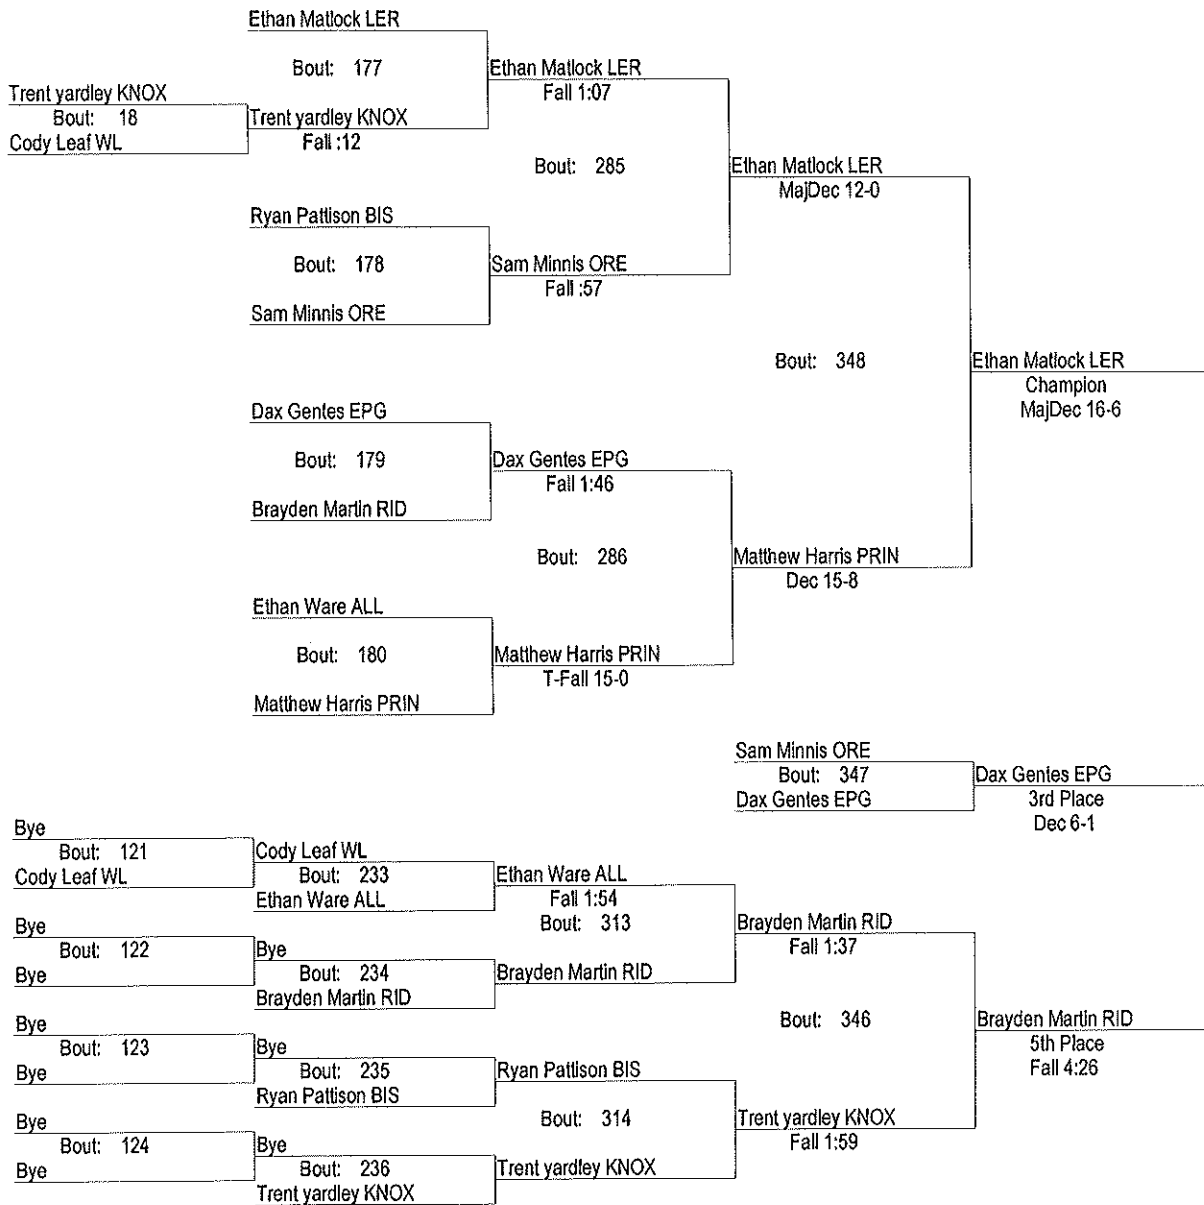 Ethan Matlock LER
Bout: 177
Ethan Matlock LER
Fall 1:07
Trent yardley KNOX
Bout: 18
Cody Leaf WL
Trent yardley KNOX
Fall :12
Bout: 285
Ethan Matlock LER
MajDec 12-0
Ryan Pattison BIS
Bout: 178
Sam Minnis ORE
Sam Minnis ORE
Fall :57
Bout: 348
Ethan Matlock LER
Champion
MajDec 16-6
Dax Gentes EPG
Bout: 179
Brayden Martin RID
Dax Gentes EPG
Fall 1:46
Bout: 286
Matthew Harris PRIN
Dec 15-8
Ethan Ware ALL
Bout: 180
Matthew Harris PRIN
Matthew Harris PRIN
T-Fall 15-0
Sam Minnis ORE
Bout: 347
Dax Gentes EPG
Dax Gentes EPG
3rd Place
Dec 6-1
Bye
Bout: 121
Cody Leaf WL
Cody Leaf WL
Bout: 233
Ethan Ware ALL
Ethan Ware ALL
Fall 1:54
Bout: 313
Brayden Martin RID
Fall 1:37
Bye
Bout: 122
Bye
Bye
Bout: 234
Brayden Martin RID
Brayden Martin RID
Bout: 346
Brayden Martin RID
5th Place
Fall 4:26
Bye
Bout: 123
Bye
Bye
Bout: 235
Ryan Pattison BIS
Ryan Pattison BIS
Bout: 314
Trent yardley KNOX
Fall 1:59
Bye
Bout: 124
Bye
Bye
Bout: 236
Trent yardley KNOX
Trent yardley KNOX